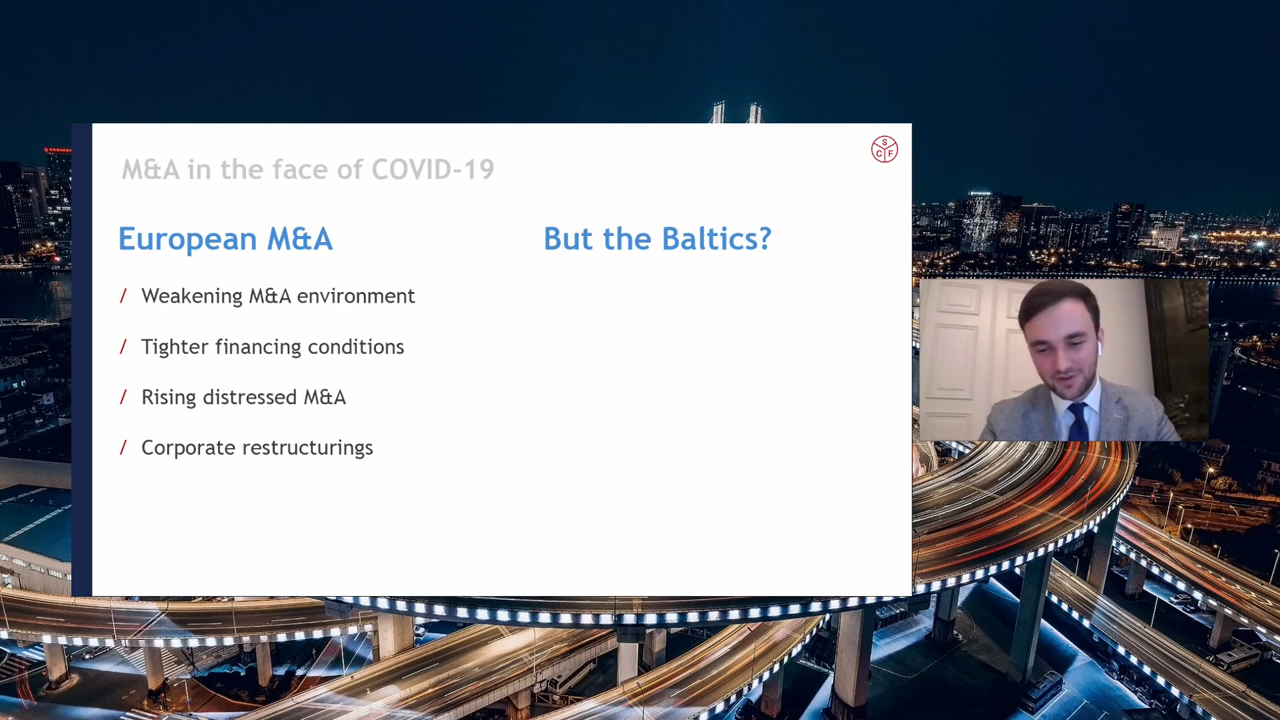 M&A in the face of COVID-19
S
C F
European M&A
But the Baltics?
/ Weakening M&A environment
/ Tighter financing conditions
/ Rising distressed M&A
/ Corporate restructurings